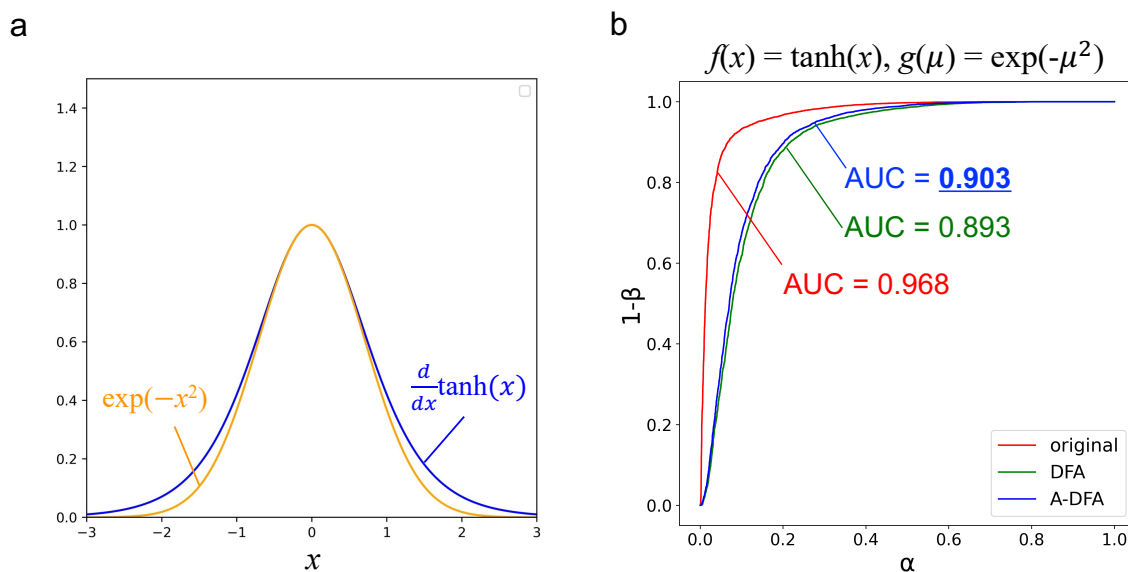 a
1.4
1.2
1.0
0.8
0.6
0.4
0.2
0.0
exp(−x²)
d/dx tanh(x)
−3 −2 −1 0 1 2 3
x
b
f(x) = tanh(x), g(μ) = exp(-μ²)
1.0
0.8
0.6
0.4
0.2
0.0
1-β
AUC = 0.903
AUC = 0.893
AUC = 0.968
original
DFA
A-DFA
0.0 0.2 0.4 0.6 0.8 1.0
α